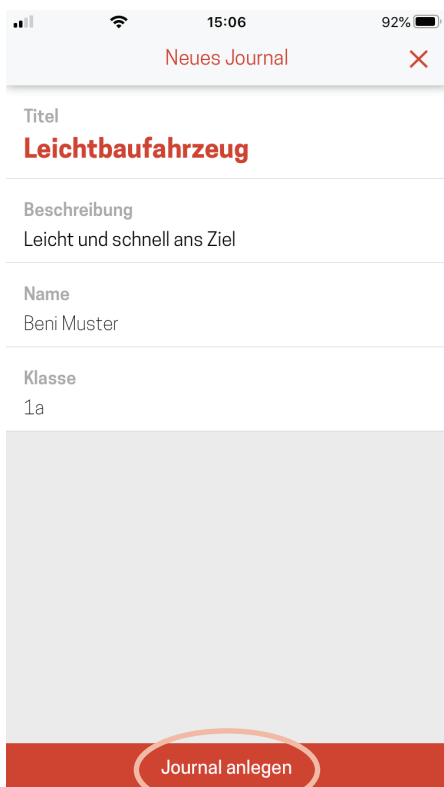 15:06
92%
Neues Journal
Titel
Leichtbaufahrzeug
Beschreibung
Leicht und schnell ans Ziel
Name
Beni Muster
Klasse
1a
Journal anlegen